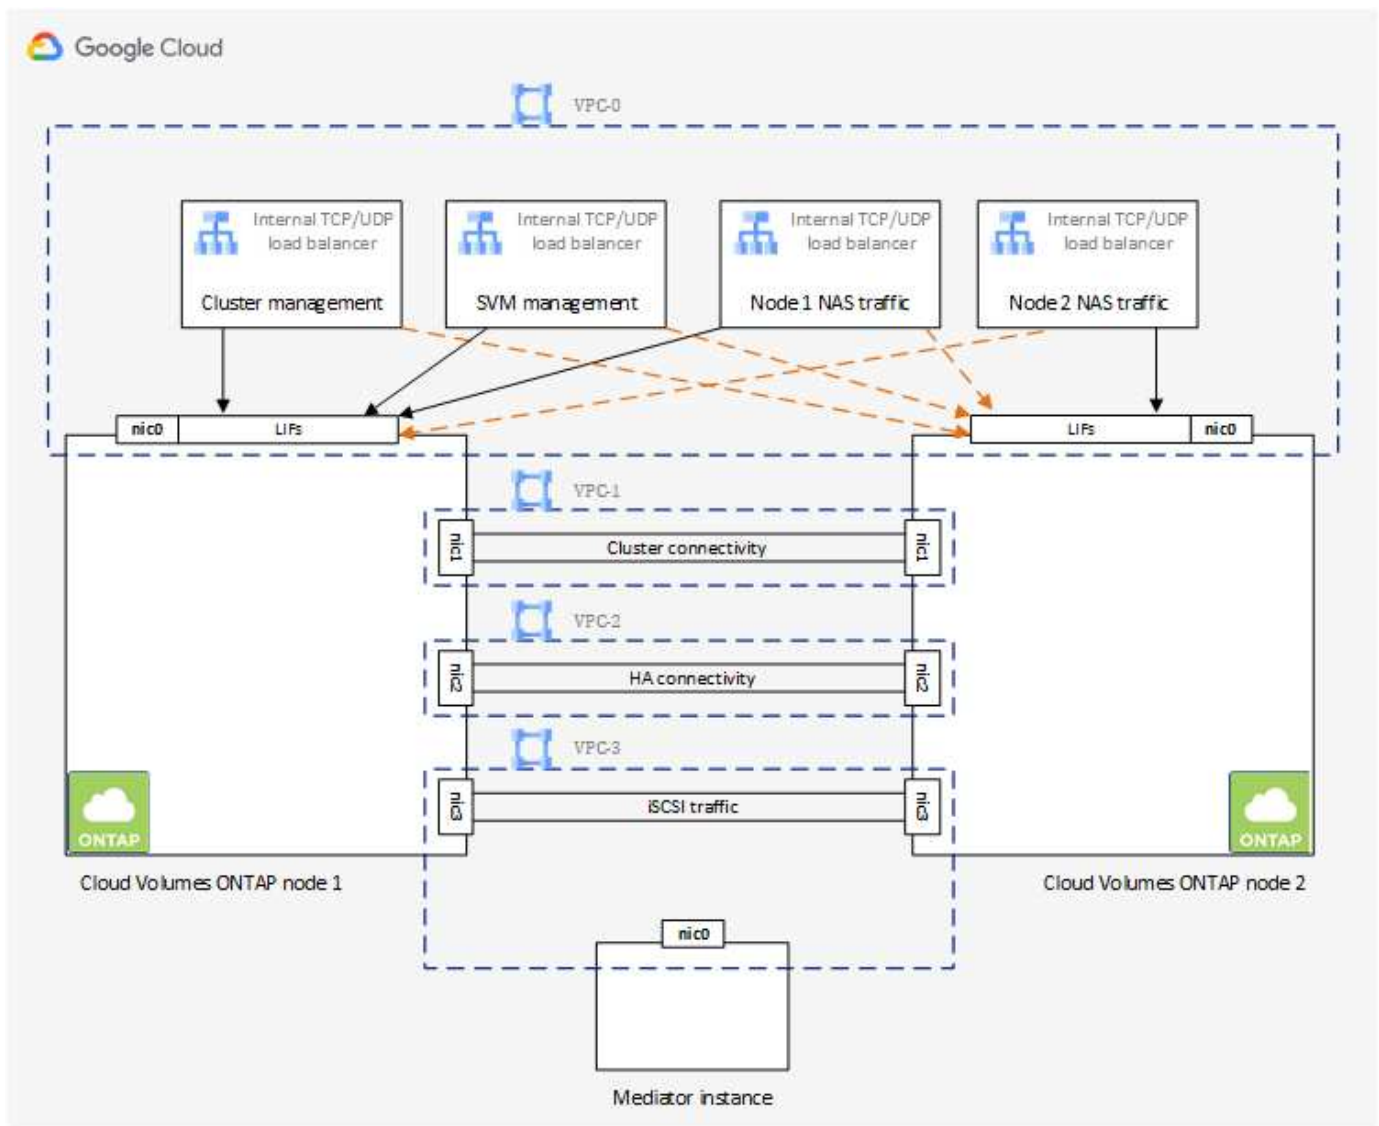 Google Cloud
VPC-0
Internal TCP/UDP
load balancer
Cluster management
Internal TCP/UDP
load balancer
SVM management
Internal TCP/UDP
load balancer
Node 1 NAS traffic
Internal TCP/UDP
load balancer
Node 2 NAS traffic
nic0
LIFs
LIFs
nic0
VPC-1
nic1
Cluster connectivity
nic1
VPC-2
nic2
HA connectivity
nic2
VPC-3
nic3
iSCSI traffic
nic3
ONTAP
ONTAP
Cloud Volumes ONTAP node 1
Cloud Volumes ONTAP node 2
nic0
Mediator instance